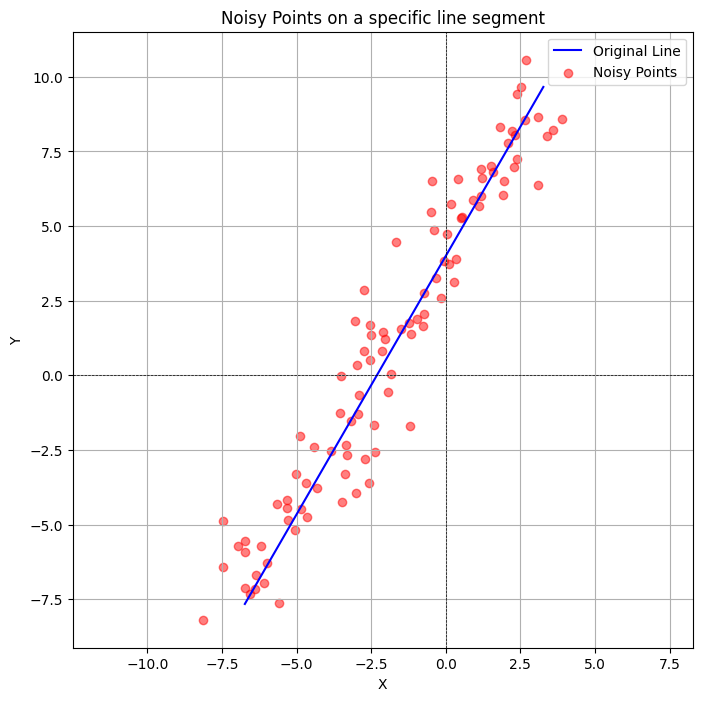 Noisy Points on a specific line segment
Original Line
Noisy Points
10.0
7.5
5.0
2.5
0.0
−2.5
−5.0
−7.5
Y
−10.0 −7.5 −5.0 −2.5 0.0 2.5 5.0 7.5
X